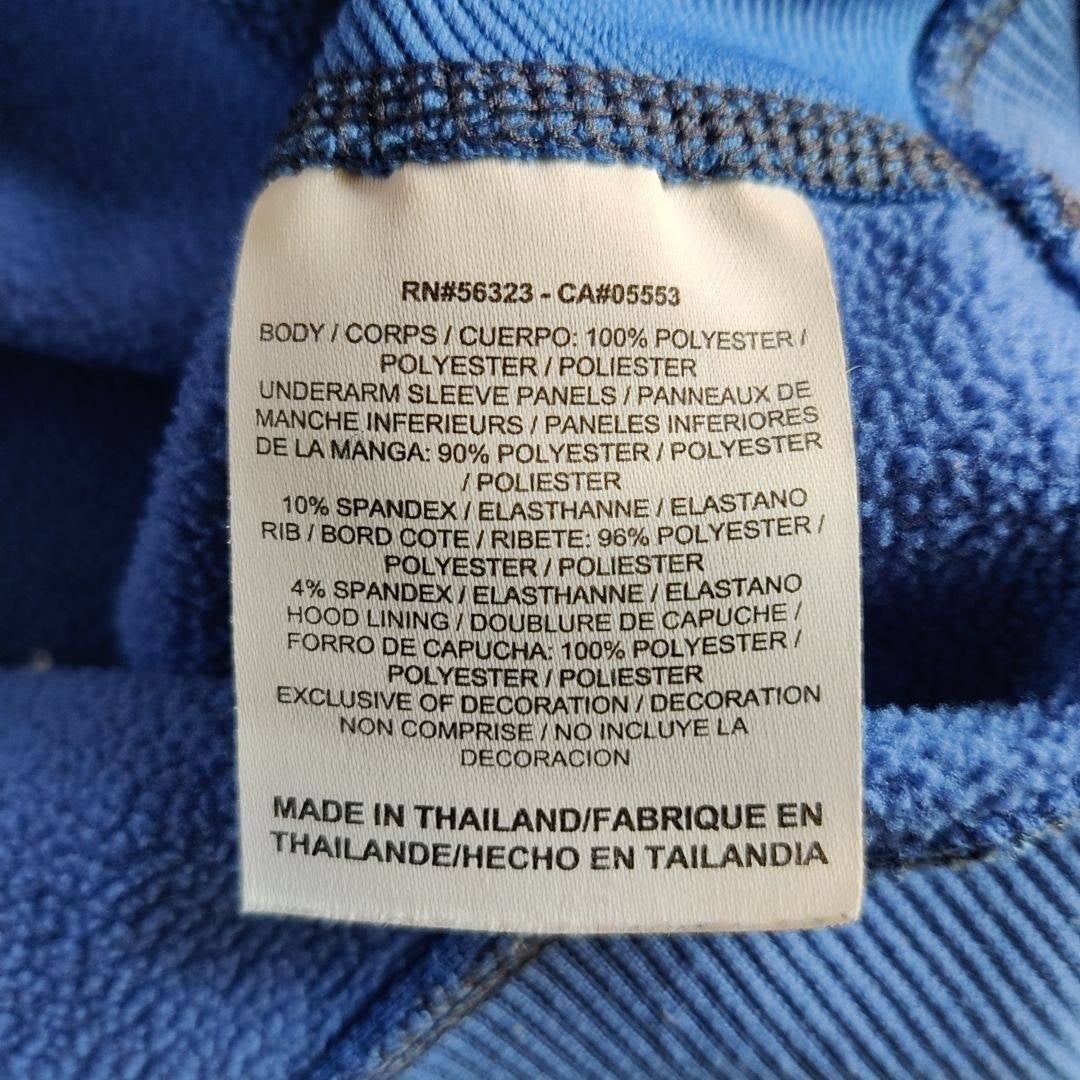 RN#56323 - CA#05553
BODY / CORPS / CUERPO: 100% POLYESTER /
POLYESTER / POLIESTER
UNDERARM SLEEVE PANELS / PANNEAUX DE
MANCHE INFERIEURS / PANELES INFERIORES
DE LA MANGA: 90% POLYESTER / POLYESTER
/ POLIESTER
10% SPANDEX / ELASTHANNE / ELASTANO
RIB / BORD COTE / RIBETE: 96% POLYESTER /
POLYESTER / POLIESTER
4% SPANDEX / ELASTHANNE / ELASTANO
HOOD LINING / DOUBLURE DE CAPUCHE /
FORRO DE CAPUCHA: 100% POLYESTER /
POLYESTER / POLIESTER
EXCLUSIVE OF DECORATION / DECORATION
NON COMPRISE / NO INCLUYE LA
DECORACION
MADE IN THAILAND/FABRIQUE EN
THAILANDE/HECHO EN TAILANDIA